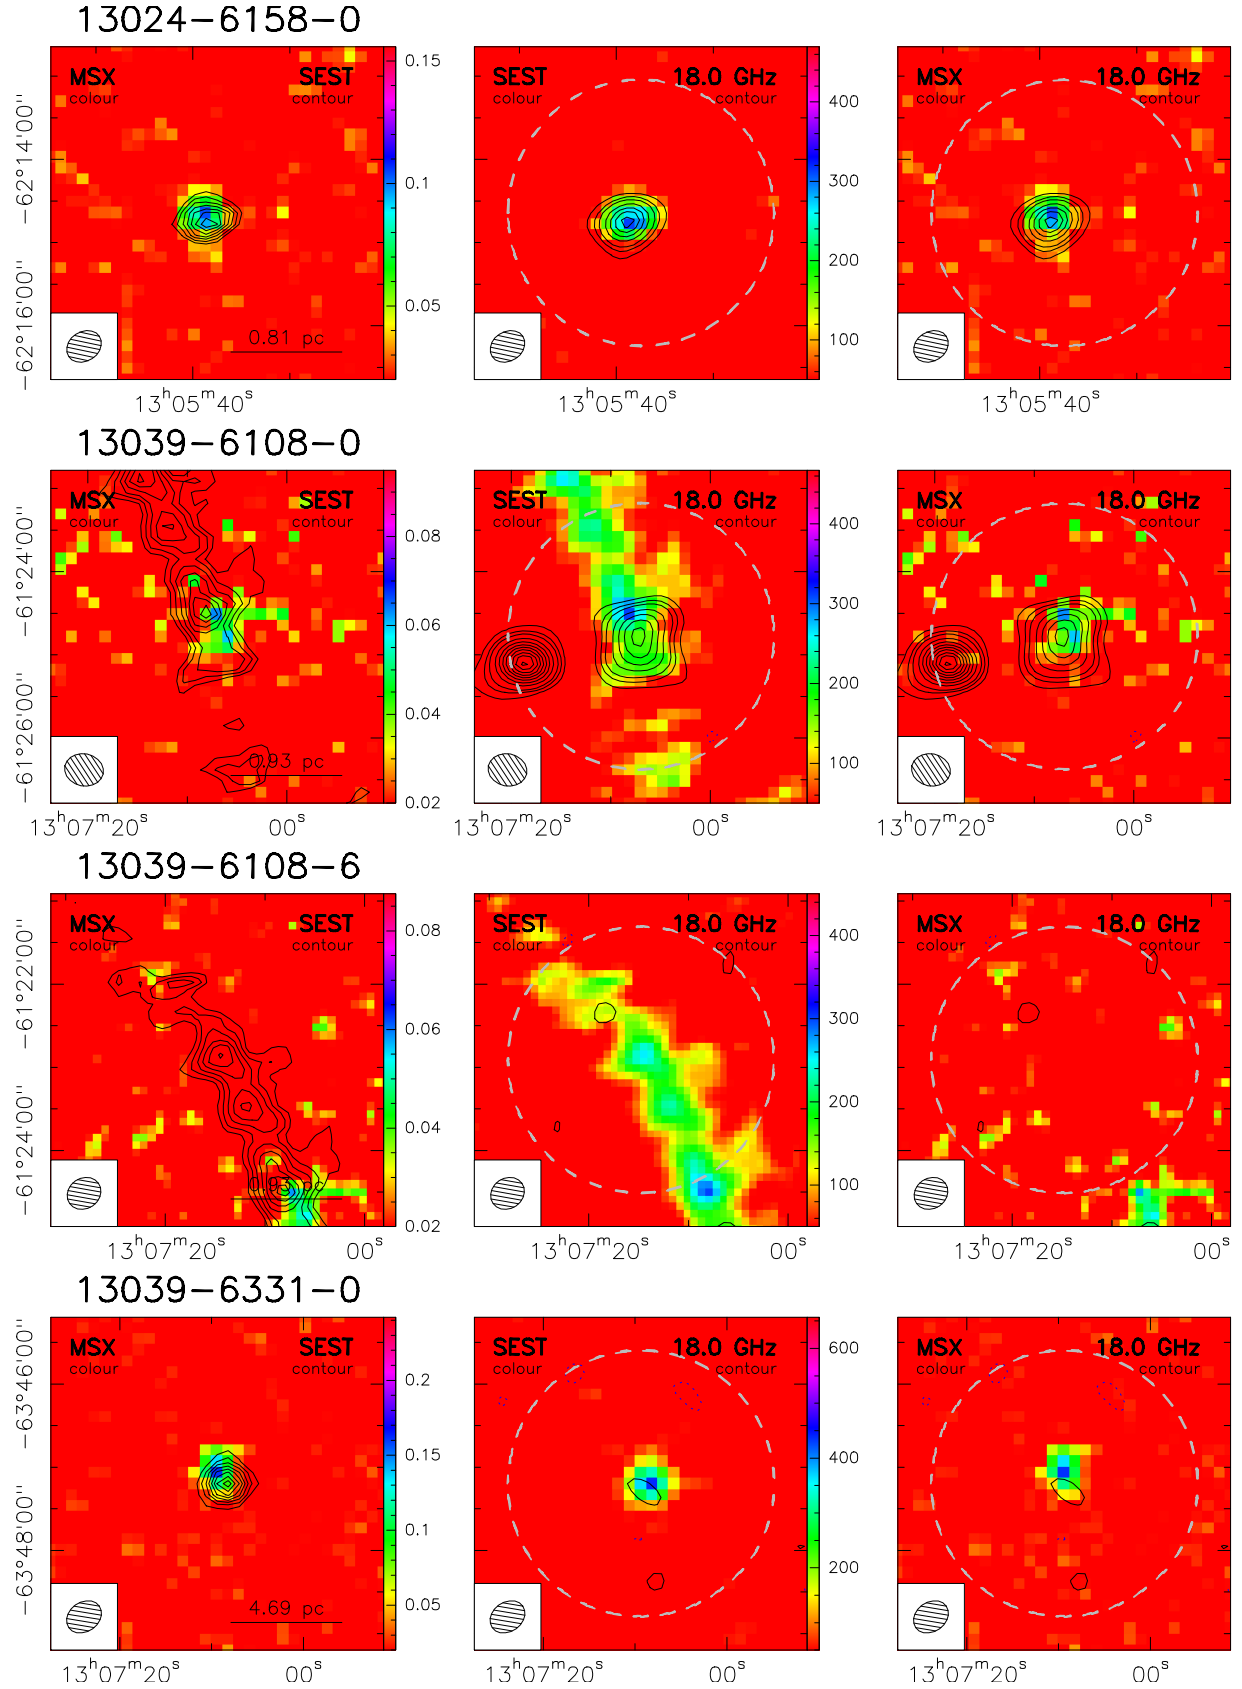 13024−6158−0
MSX SEST
colour contour
SEST 18.0 GHz
colour contour
MSX 18.0 GHz
colour contour
−62°14'00''
−62°16'00''
0.15
0.1
0.05
400
300
200
100
0.81 pc
13h05m40s
13h05m40s
13h05m40s
13039−6108−0
MSX SEST
colour contour
SEST 18.0 GHz
colour contour
MSX 18.0 GHz
colour contour
−61°24'00''
−61°26'00''
0.08
0.06
0.04
0.02
400
300
200
100
0.93 pc
13h07m20s 00s
13h07m20s 00s
13h07m20s 00s
13039−6108−6
MSX SEST
colour contour
SEST 18.0 GHz
colour contour
MSX 18.0 GHz
colour contour
−61°22'00''
−61°24'00''
0.08
0.06
0.04
0.02
400
300
200
100
0.93 pc
13h07m20s 00s
13h07m20s 00s
13h07m20s 00s
13039−6331−0
MSX SEST
colour contour
SEST 18.0 GHz
colour contour
MSX 18.0 GHz
colour contour
−63°46'00''
−63°48'00''
0.2
0.15
0.1
0.05
600
400
200
4.69 pc
13h07m20s 00s
13h07m20s 00s
13h07m20s 00s